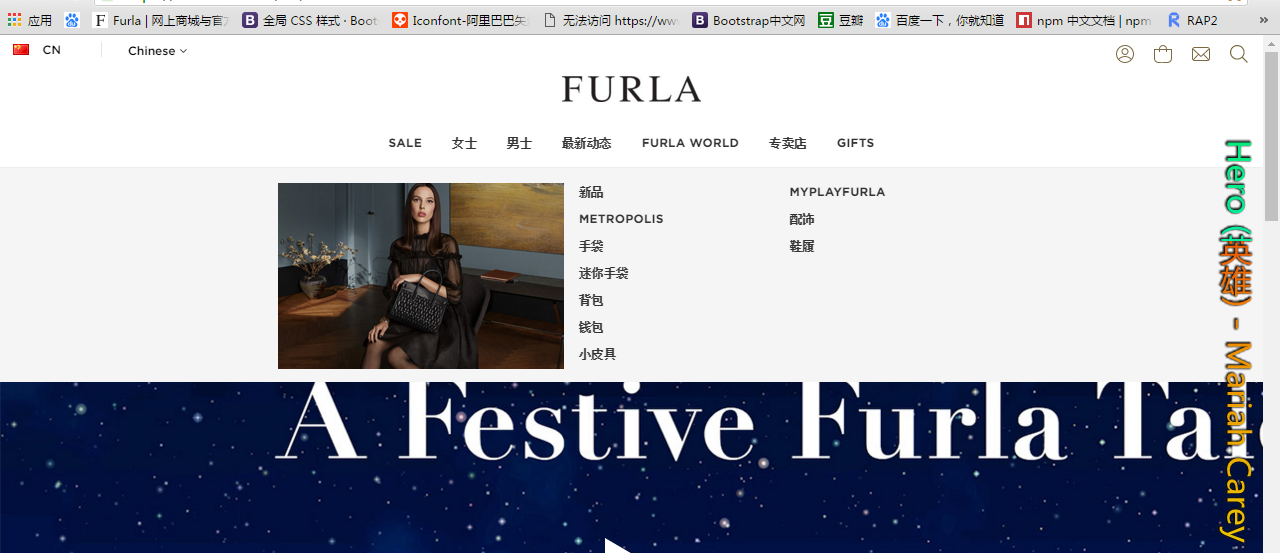 应用
Furla | 网上商城与官方
全局 CSS 样式 · Boots
Iconfont-阿里巴巴矢
无法访问 https://www
Bootstrap中文网
豆瓣
百度一下，你就知道
npm 中文文档 | npm
RAP2
»
CN
Chinese
FURLA
SALE 女士 男士 最新动态 FURLA WORLD 专卖店 GIFTS
新品
METROPOLIS
手袋
迷你手袋
背包
钱包
小皮具
MYPLAYFURLA
配饰
鞋履
A Festive Furla Tal
Hero (英雄) - Mariah Carey